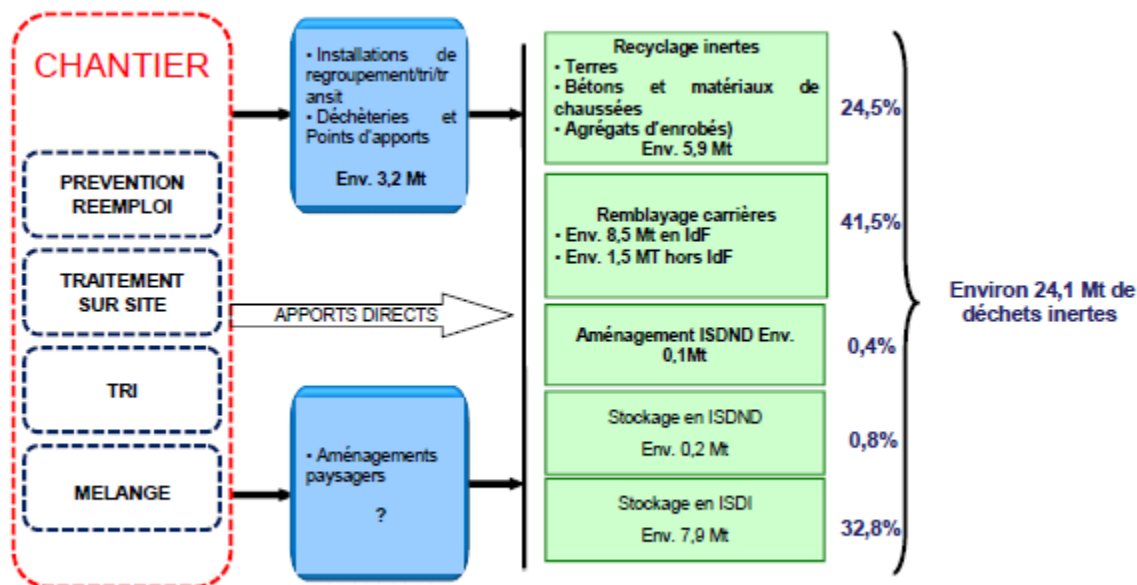 CHANTIER
PREVENTION
REEMPLOI
TRAITEMENT
SUR SITE
TRI
MELANGE
• Installations de
regroupement/tri/tr
ansit
• Déchèteries et
Points d'apports
Env. 3,2 Mt
APPORTS DIRECTS
• Aménagements
paysagers
?
Recyclage inertes
• Terres
• Bétons et matériaux de
chaussées
• Agrégats d'enrobés)
Env. 5,9 Mt
24,5%
Remblayage carrières
• Env. 8,5 Mt en IdF
• Env. 1,5 MT hors IdF
41,5%
Aménagement ISDND Env.
0,1Mt
0,4%
Stockage en ISDND
Env. 0,2 Mt
0,8%
Stockage en ISDI
Env. 7,9 Mt
32,8%
Environ 24,1 Mt de
déchets inertes